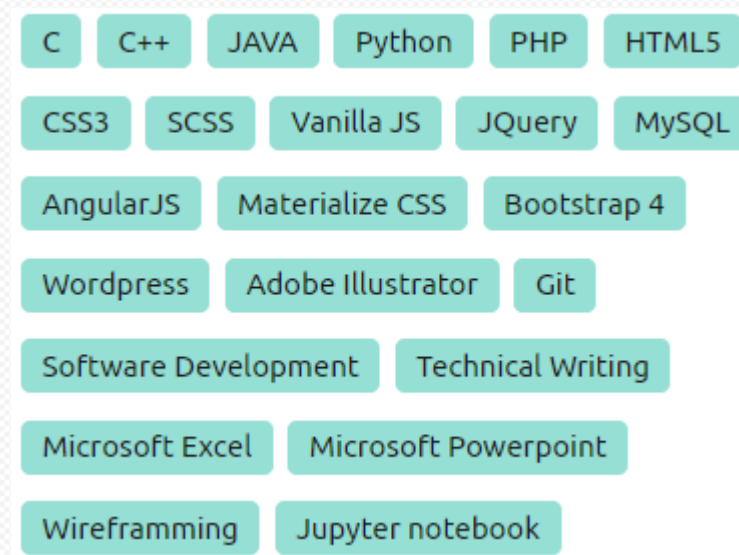 C C++ JAVA Python PHP HTML5
CSS3 SCSS Vanilla JS JQuery MySQL
AngularJS Materialize CSS Bootstrap 4
Wordpress Adobe Illustrator Git
Software Development Technical Writing
Microsoft Excel Microsoft Powerpoint
Wireframming Jupyter notebook